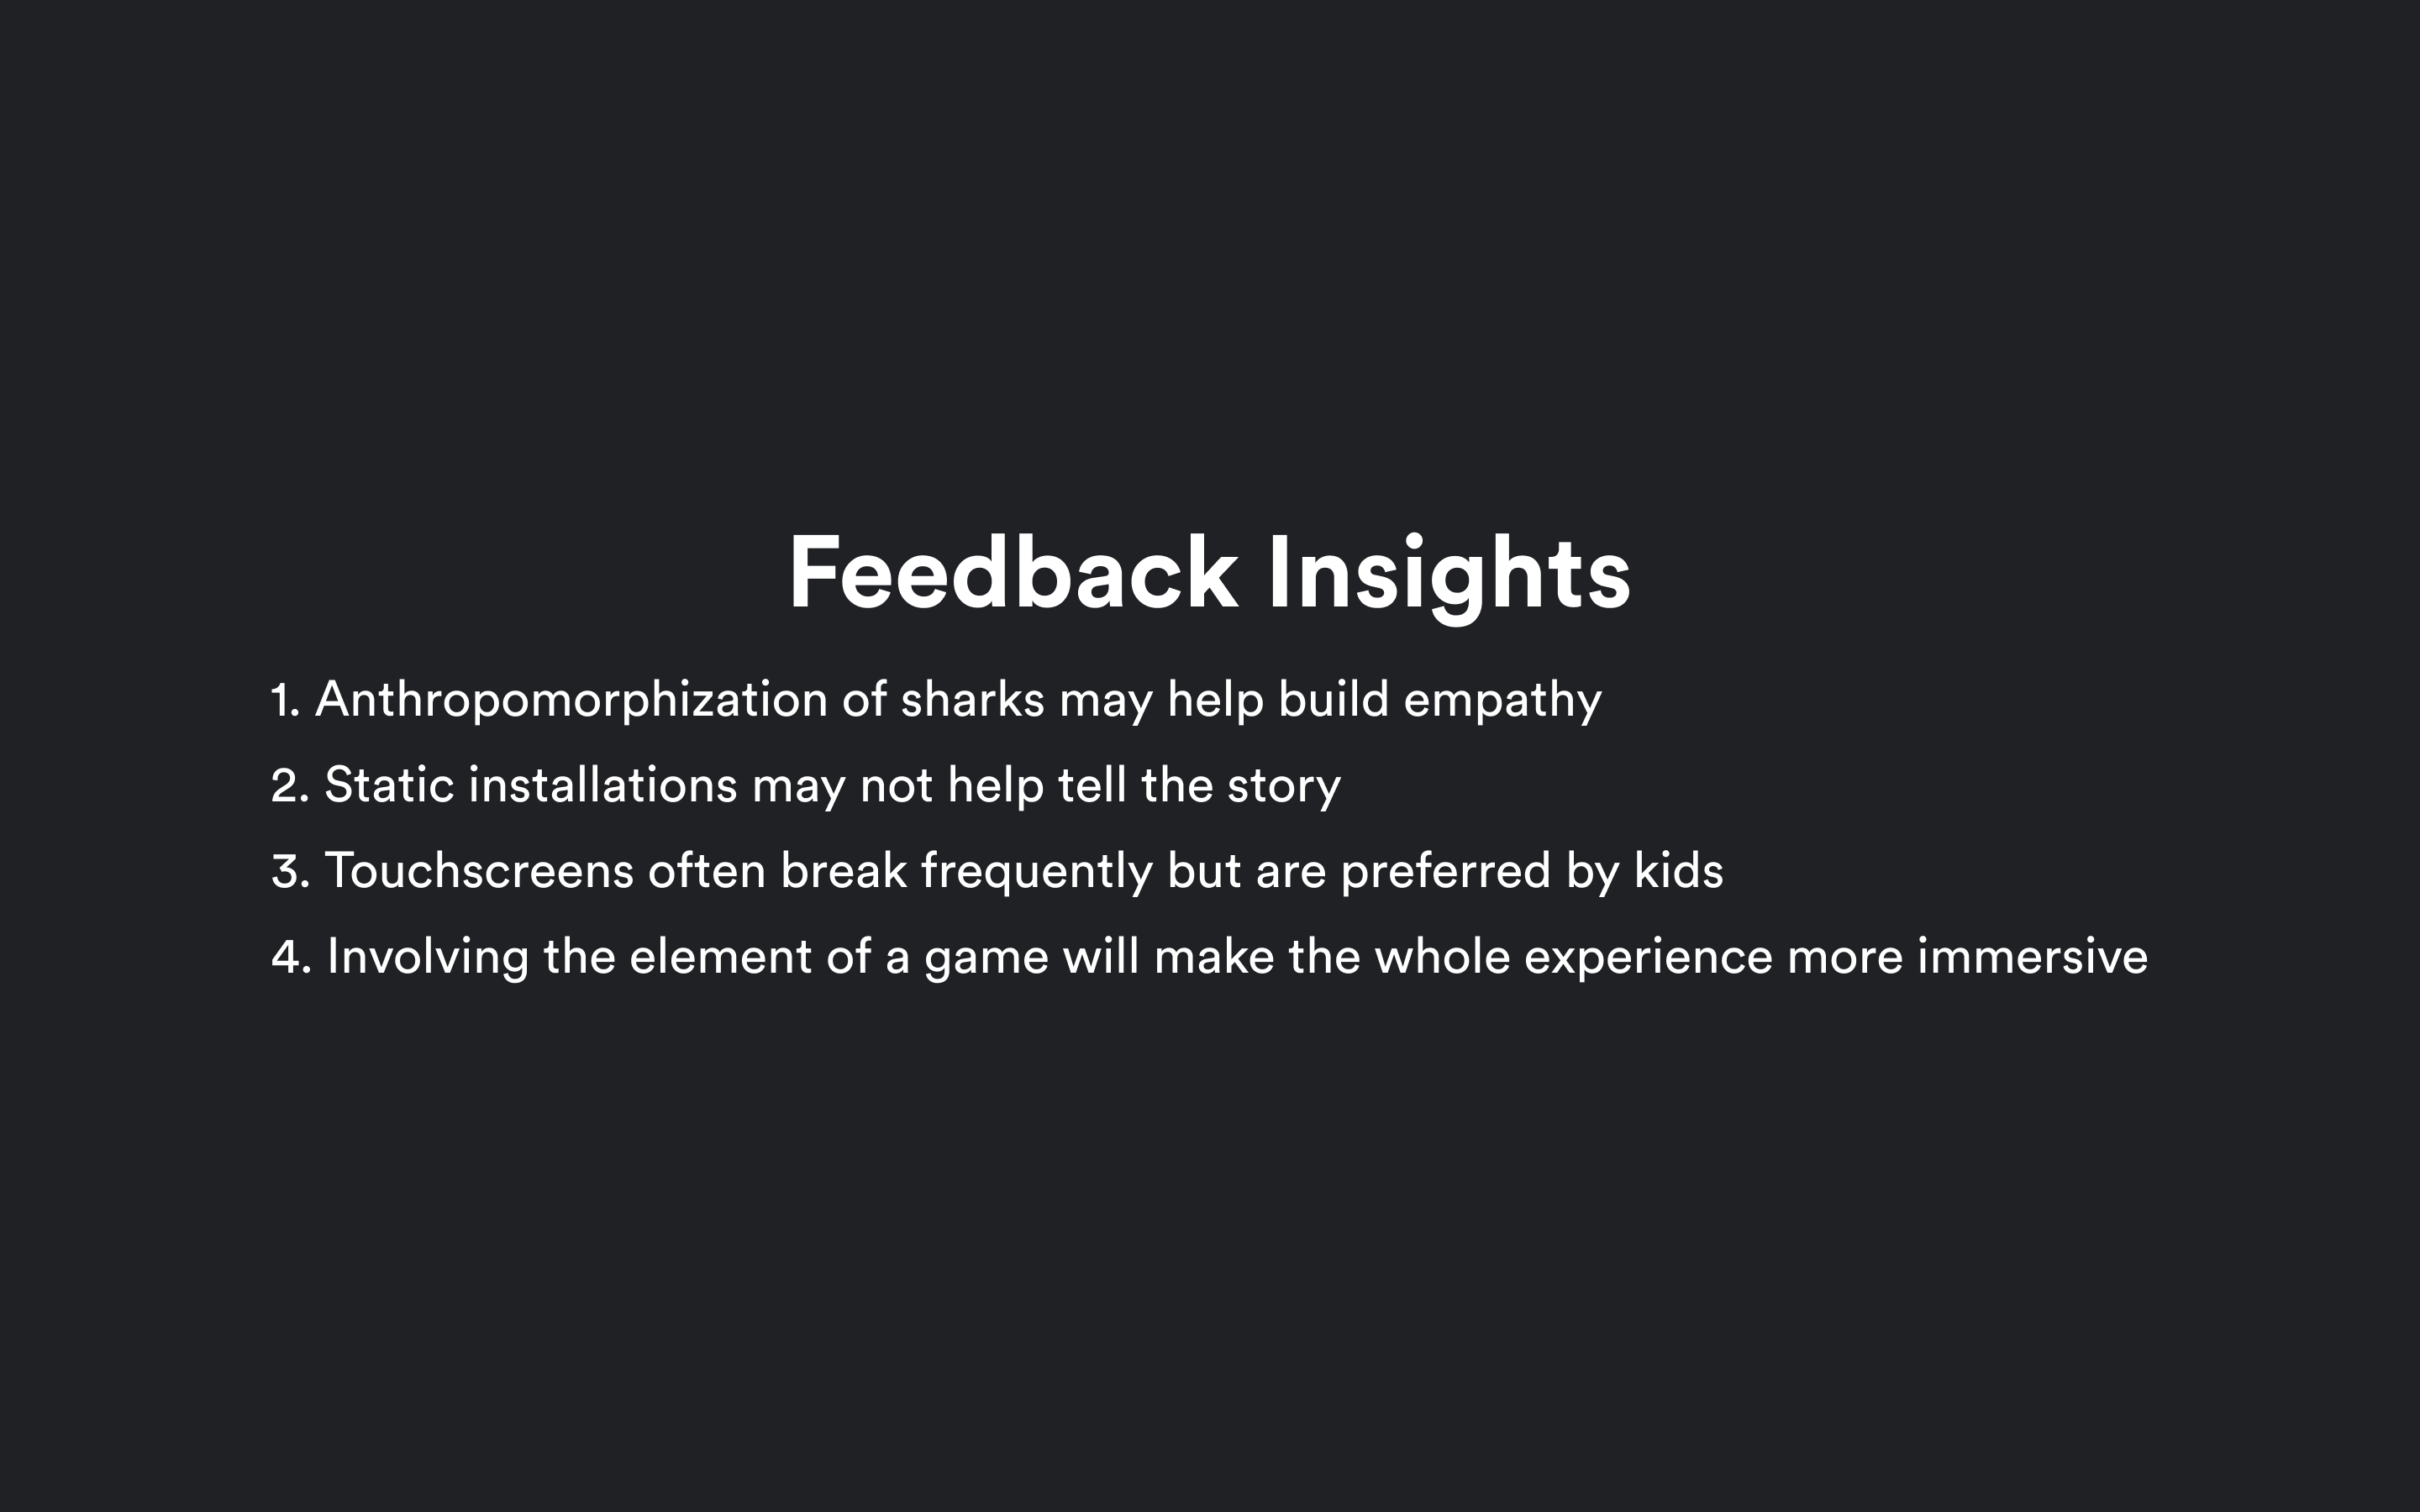 Feedback Insights
1. Anthropomorphization of sharks may help build empathy
2. Static installations may not help tell the story
3. Touchscreens often break frequently but are preferred by kids
4. Involving the element of a game will make the whole experience more immersive